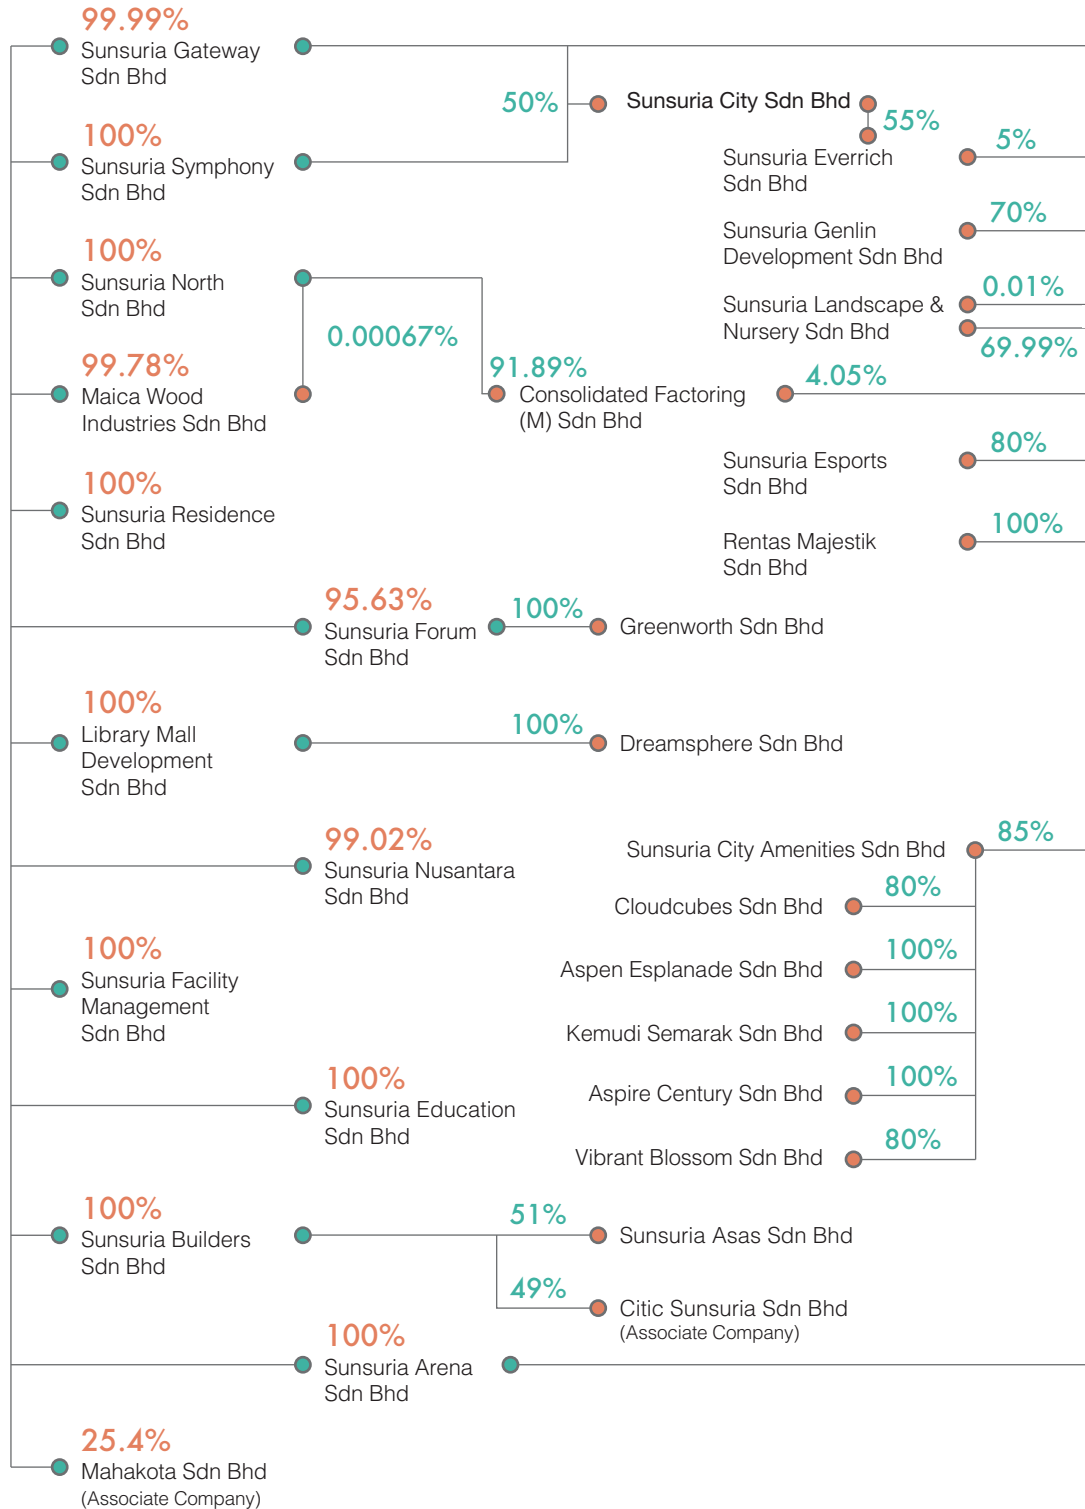 99.99%
Sunsuria Gateway
Sdn Bhd
50%
Sunsuria City Sdn Bhd
55%
100%
Sunsuria Symphony
Sdn Bhd
Sunsuria Everrich
Sdn Bhd
5%
Sunsuria Genlin
Development Sdn Bhd
70%
100%
Sunsuria North
Sdn Bhd
Sunsuria Landscape &
Nursery Sdn Bhd
0.01%
69.99%
0.00067%
99.78%
Maica Wood
Industries Sdn Bhd
91.89%
Consolidated Factoring
(M) Sdn Bhd
4.05%
Sunsuria Esports
Sdn Bhd
80%
100%
Sunsuria Residence
Sdn Bhd
Rentas Majestik
Sdn Bhd
100%
95.63%
Sunsuria Forum
Sdn Bhd
100%
Greenworth Sdn Bhd
100%
Library Mall
Development
Sdn Bhd
100%
Dreamsphere Sdn Bhd
99.02%
Sunsuria Nusantara
Sdn Bhd
Sunsuria City Amenities Sdn Bhd
85%
Cloudcubes Sdn Bhd
80%
100%
Sunsuria Facility
Management
Sdn Bhd
Aspen Esplanade Sdn Bhd
100%
Kemudi Semarak Sdn Bhd
100%
100%
Sunsuria Education
Sdn Bhd
Aspire Century Sdn Bhd
100%
Vibrant Blossom Sdn Bhd
80%
100%
Sunsuria Builders
Sdn Bhd
51%
Sunsuria Asas Sdn Bhd
49%
Citic Sunsuria Sdn Bhd
(Associate Company)
100%
Sunsuria Arena
Sdn Bhd
25.4%
Mahakota Sdn Bhd
(Associate Company)